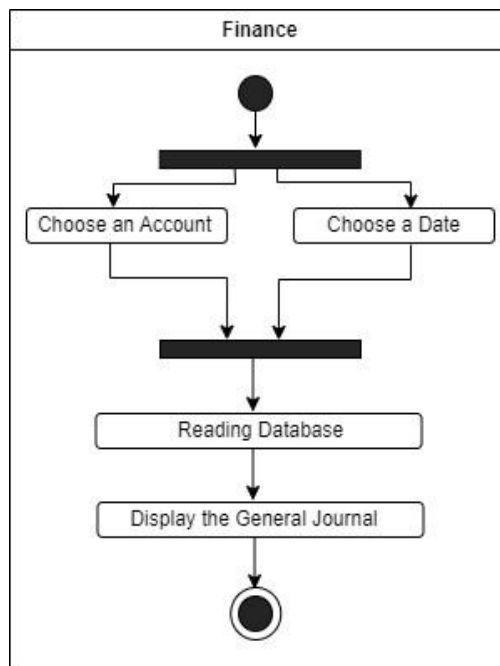 Finance
Choose an Account
Choose a Date
Reading Database
Display the General Journal